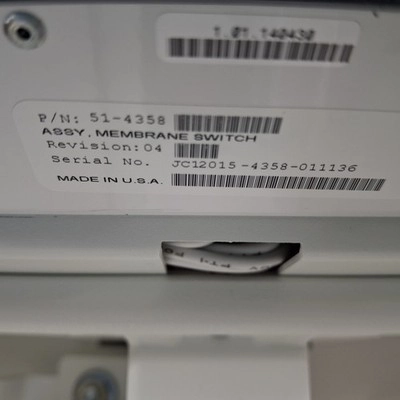 1.01.140430
P/N: 51-4358
ASSY, MEMBRANE SWITCH
Revision: 04
Serial No. JC12015-4358-011136
MADE IN U.S.A.